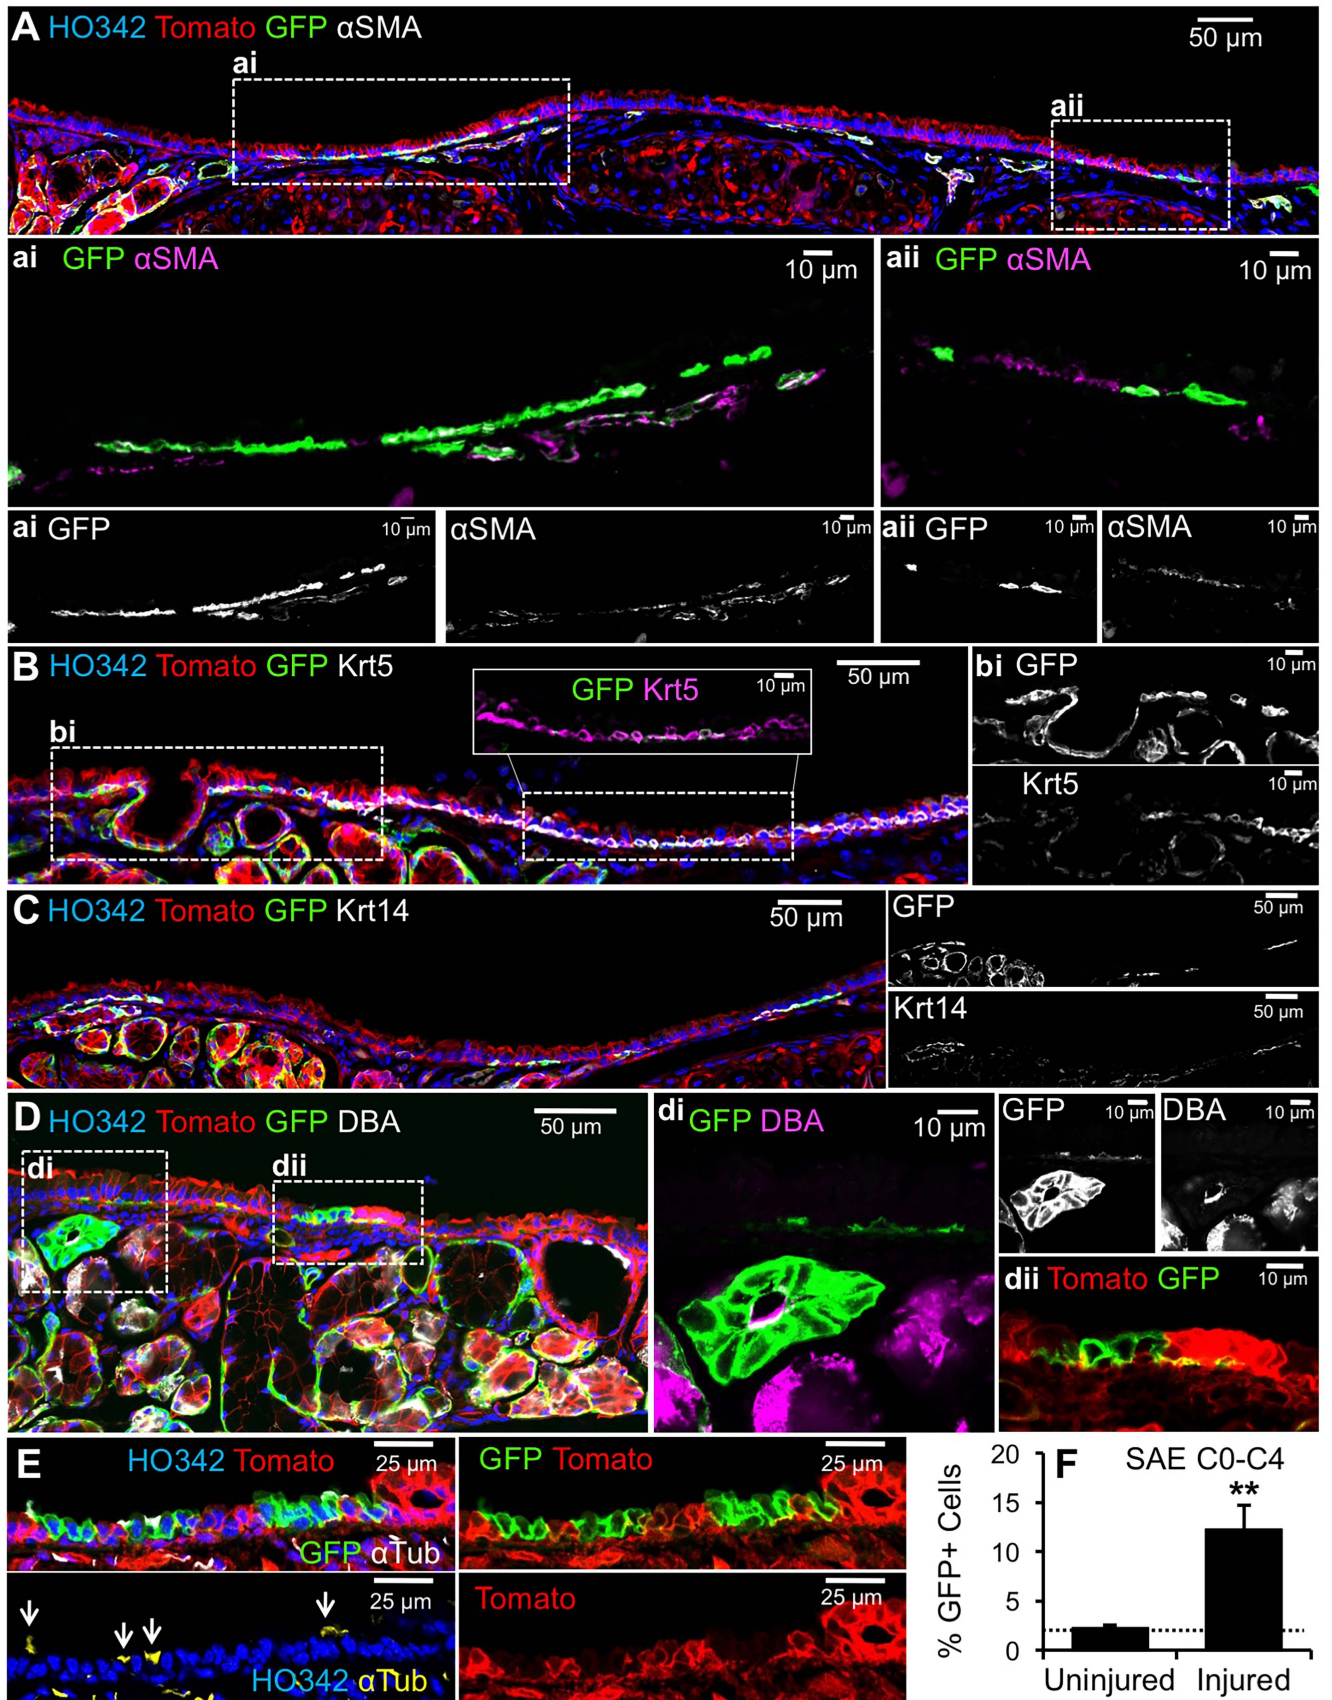 A HO342 Tomato GFP αSMA
50 µm
ai
aii
ai GFP αSMA
10 µm
aii GFP αSMA
10 µm
ai GFP
10 µm
αSMA
10 µm
aii GFP
10 µm
αSMA
10 µm
B HO342 Tomato GFP Krt5
50 µm
GFP Krt5
10 µm
bi
bi GFP
10 µm
Krt5
10 µm
C HO342 Tomato GFP Krt14
50 µm
GFP
50 µm
Krt14
50 µm
D HO342 Tomato GFP DBA
50 µm
di
dii
di GFP DBA
10 µm
GFP
10 µm
DBA
10 µm
dii Tomato GFP
10 µm
E HO342 Tomato
25 µm
GFP αTub
GFP Tomato
25 µm
25 µm
HO342 αTub
Tomato
25 µm
F SAE C0-C4
**
% GFP+ Cells
20
15
10
5
0
Uninjured Injured